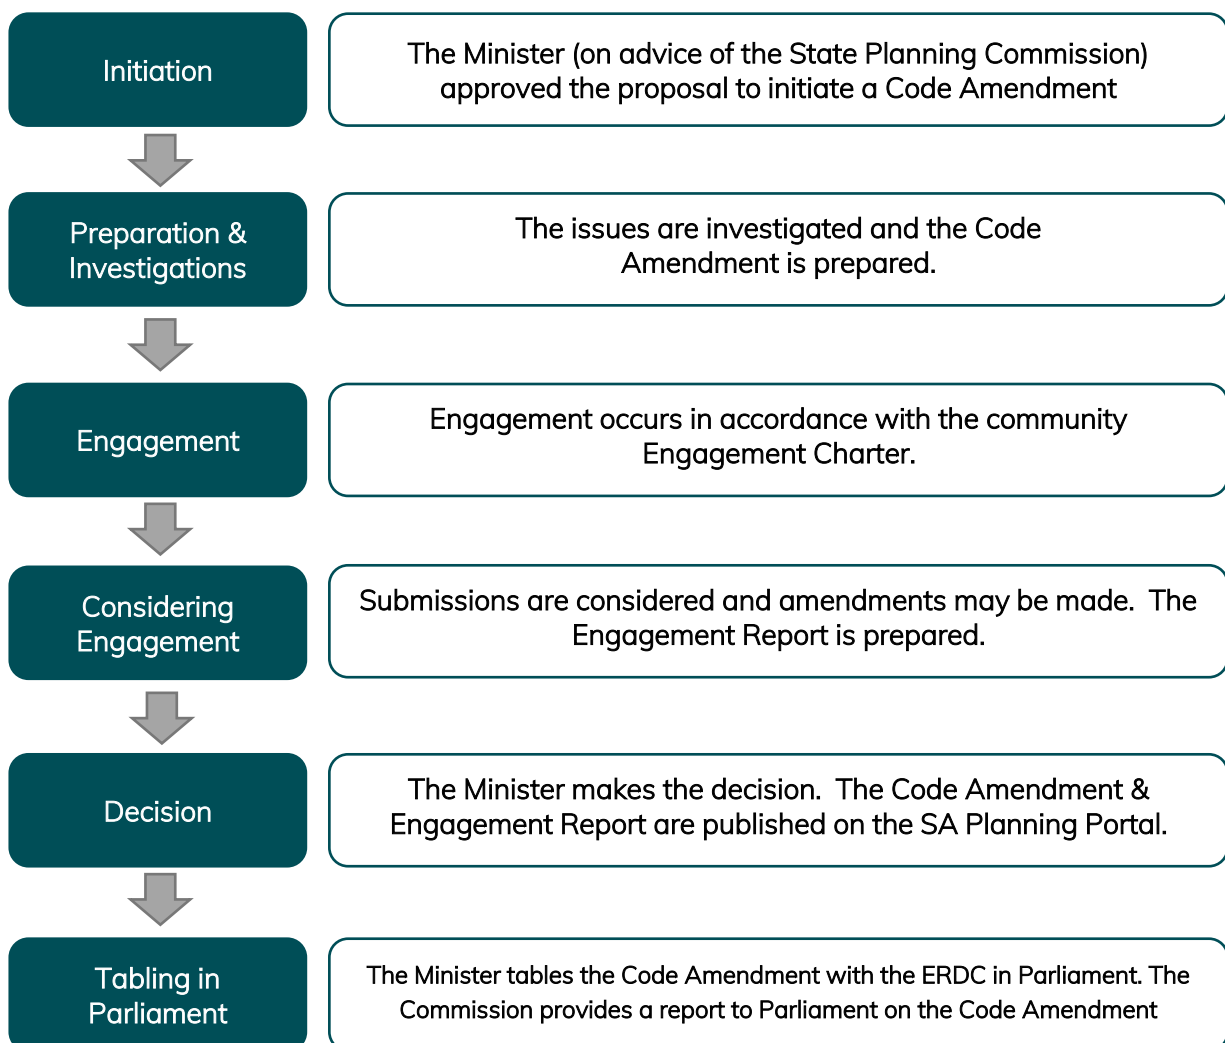 Initiation
The Minister (on advice of the State Planning Commission)
approved the proposal to initiate a Code Amendment
Preparation &
Investigations
The issues are investigated and the Code
Amendment is prepared.
Engagement
Engagement occurs in accordance with the community
Engagement Charter.
Considering
Engagement
Submissions are considered and amendments may be made.  The
Engagement Report is prepared.
Decision
The Minister makes the decision.  The Code Amendment &
Engagement Report are published on the SA Planning Portal.
Tabling in
Parliament
The Minister tables the Code Amendment with the ERDC in Parliament. The
Commission provides a report to Parliament on the Code Amendment